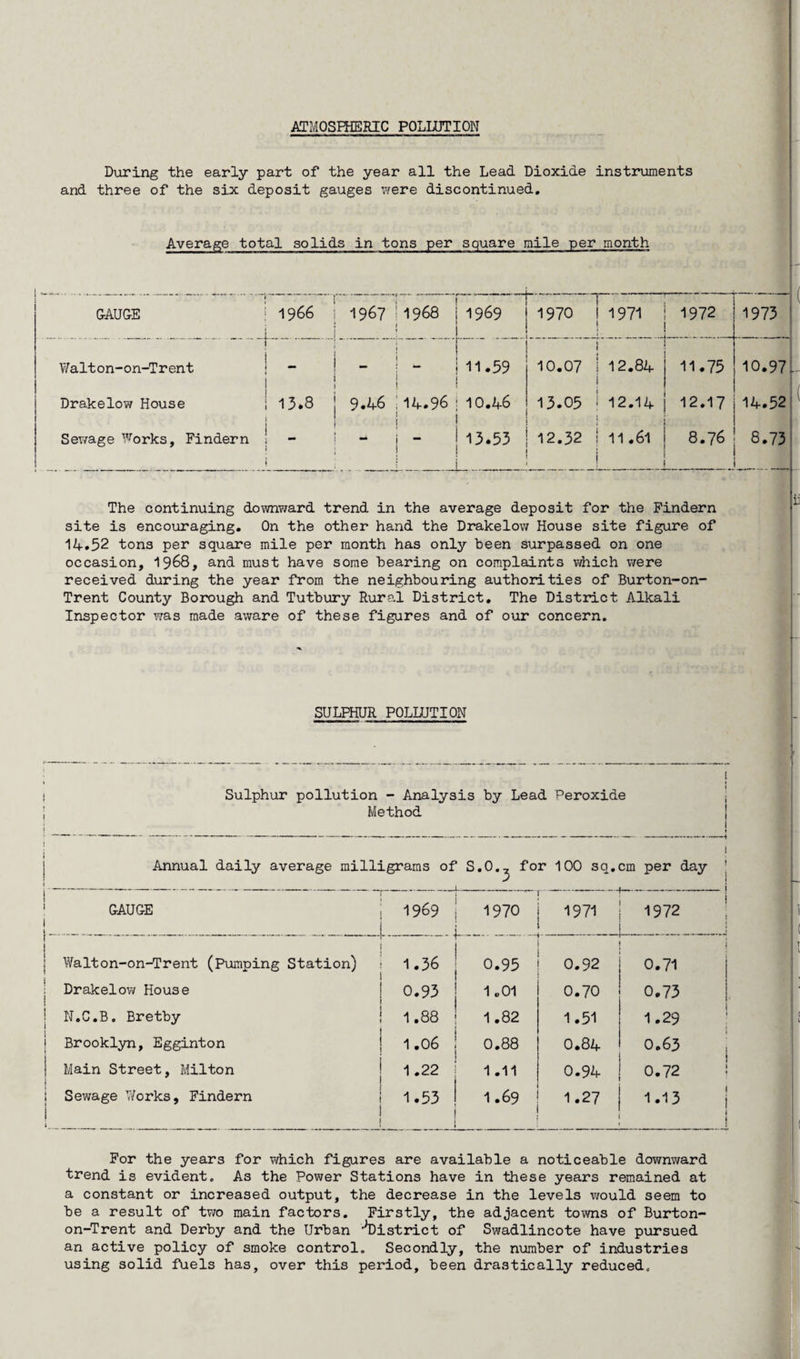 ATMOSPHERIC POLLUTION
During the early part of the year all the Lead Dioxide instruments
and three of the six deposit gauges were discontinued.
Average total solids in tons per square mile per month
GAUGE 1966 1967 1968 1969 1970 1971 1972 1973
Walton-on-Trent - - - 11.59 10.07 12.84 11.75 10.97
Drakelow House 13.8 9.46 14.96 10.46 13.05 12.14 12.17 14.52
Sewage Works, Findern - - - 13.53 12.32 11.61 8.76 8.73
The continuing downward trend in the average deposit for the Findern
site is encouraging. On the other hand the Drakelow House site figure of
14.52 tons per square mile per month has only been surpassed on one
occasion, 1968, and must have some bearing on complaints which were
received during the year from the neighbouring authorities of Burton-on-
Trent County Borough and Tutbury Rural District. The District Alkali
Inspector was made aware of these figures and of our concern.
SULPHUR POLLUTION
Sulphur pollution - Analysis by Lead Peroxide
Method
Annual daily average milligrams of S.O.3 for 100 sq.cm per day
GAUGE 1969 1970 1971 1972
Walton-on-Trent (Pumping Station) 1.36 0.95 0.92 0.71
Drakelow House 0.93 1.01 0.70 0.73
N.C.B. Bretby 1.88 1.82 1.51 1.29
Brooklyn, Egginton 1.06 0.88 0.84 0.63
Main Street, Milton 1.22 1.11 0.94 0.72
Sewage Works, Findern 1.53 1.69 1.27 1.13
For the years for which figures are available a noticeable downward
trend is evident. As the Power Stations have in these years remained at
a constant or increased output, the decrease in the levels would seem to
be a result of two main factors. Firstly, the adjacent towns of Burton-
on-Trent and Derby and the Urban District of Swadlincote have pursued
an active policy of smoke control. Secondly, the number of industries
using solid fuels has, over this period, been drastically reduced.